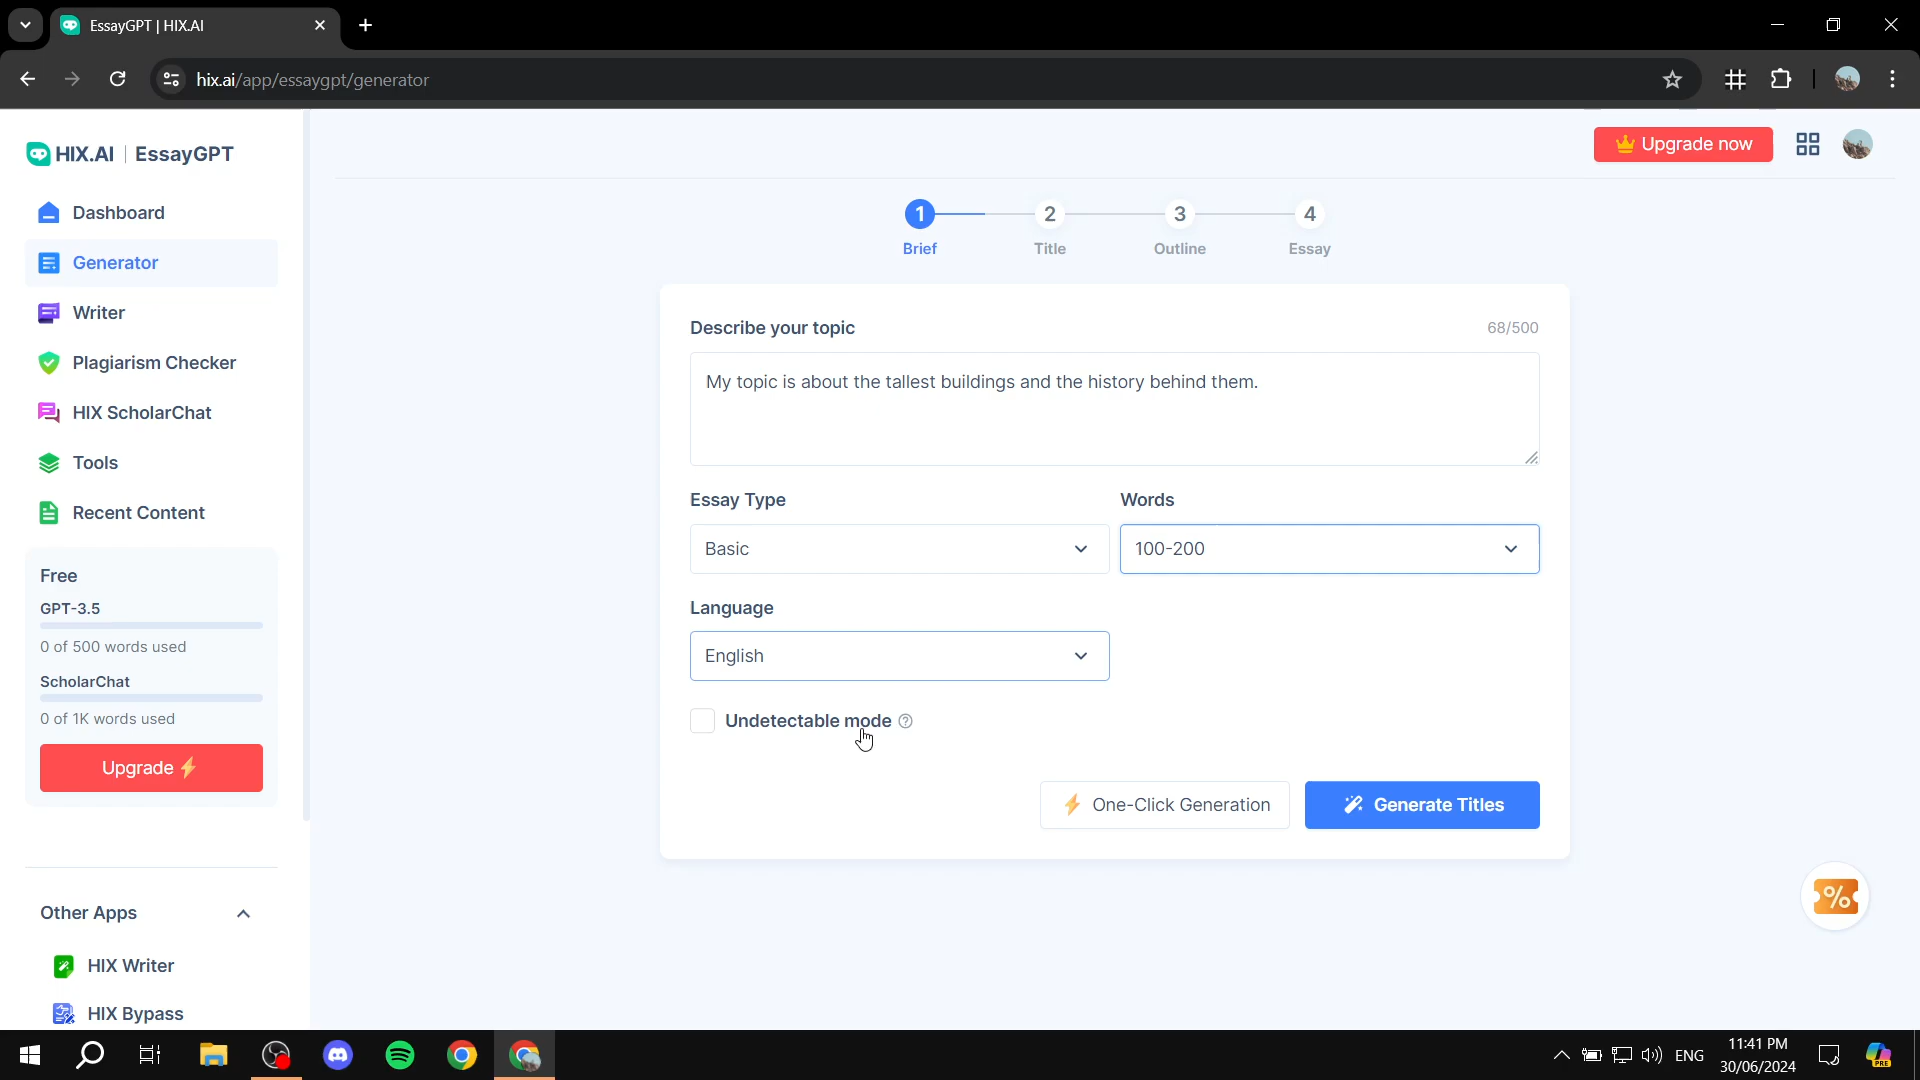 EssayGPT | HIX.AI
hix.ai/app/essaygpt/generator
HIX.AI | EssayGPT
Upgrade now
Dashboard
Generator
Writer
Plagiarism Checker
HIX ScholarChat
Tools
Recent Content
Free
GPT-3.5
0 of 500 words used
ScholarChat
0 of 1K words used
Upgrade
Other Apps
HIX Writer
HIX Bypass
1
2
3
4
Brief
Title
Outline
Essay
Describe your topic
68/500
My topic is about the tallest buildings and the history behind them.
Essay Type
Words
Basic
100-200
Language
English
Undetectable mode
One-Click Generation
Generate Titles
%
ENG
11:41 PM
30/06/2024
PRE